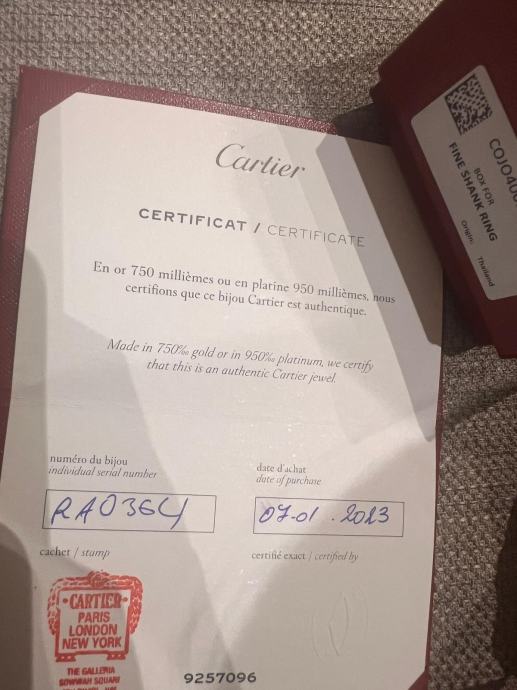 Cartier
CERTIFICAT / CERTIFICATE
En or 750 millièmes ou en platine 950 millièmes, nous
certifions que ce bijou Cartier est authentique.
Made in 750‰ gold or in 950‰ platinum, we certify
that this is an authentic Cartier jewel.
numéro du bijou
individual serial number
RA0364
date d'achat
date of purchase
07-01.2023
cachet / stamp
certifié exact / certified by
CARTIER
PARIS
LONDON
NEW YORK
THE GALLERIA
SOWWAH SQUARE
9257096
BOX FOR
FINE SHANK RING
Origin: Thailand